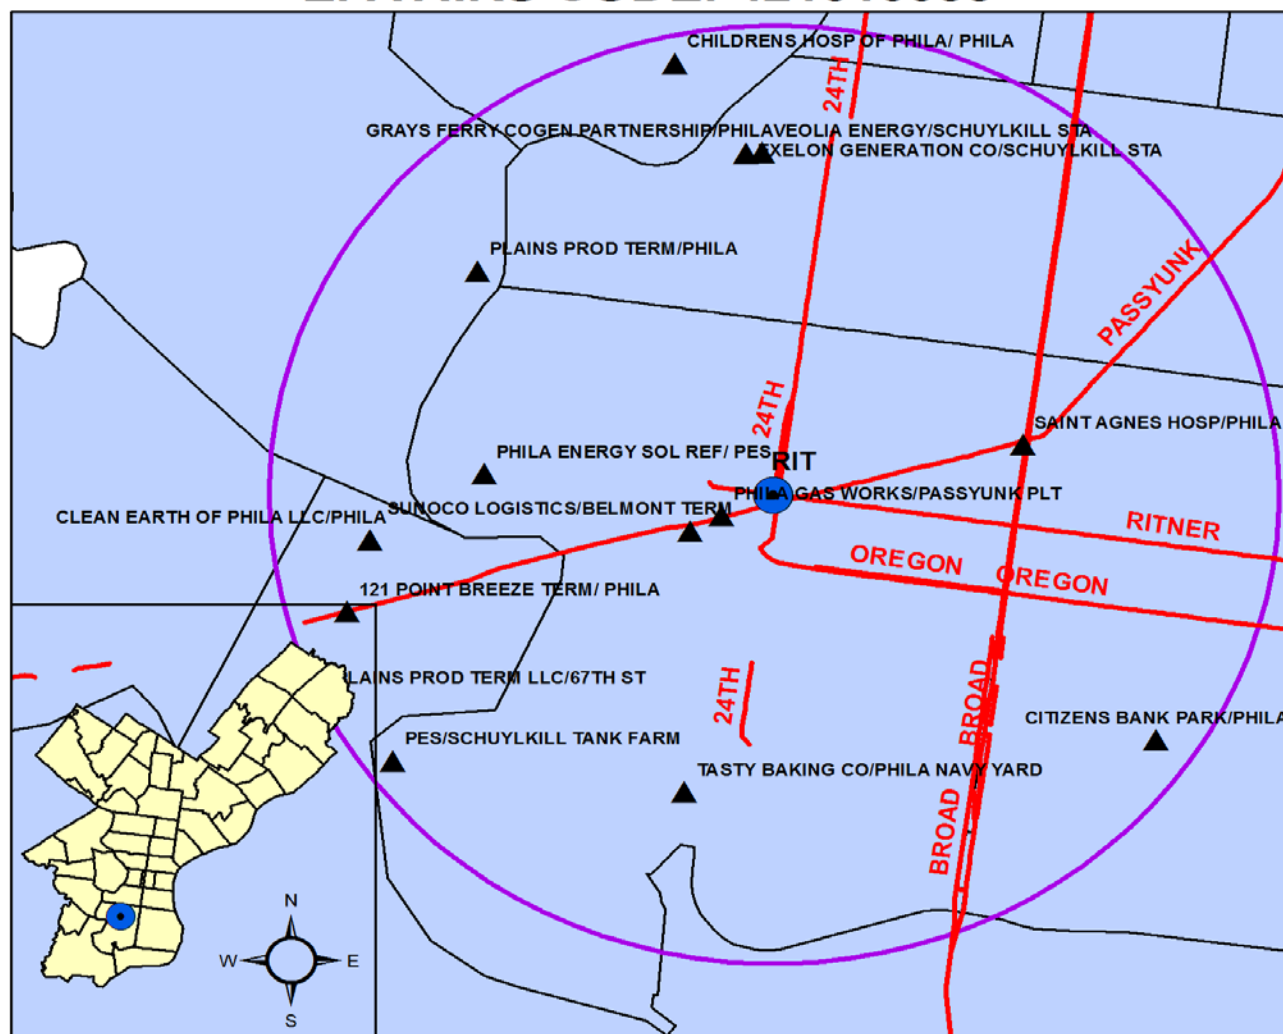 CHILDRENS HOSP OF PHILA/ PHILA
24TH
GRAYS FERRY COGEN PARTNERSHIP/PHILAVEOLIA ENERGY/SCHUYLKILL STA
EXELON GENERATION CO/SCHUYLKILL STA
PLAINS PROD TERM/PHILA
PASSYUNK
24TH
SAINT AGNES HOSP/PHILA
PHILA ENERGY SOL REF/ PES
RIT
PHILA GAS WORKS/PASSYUNK PLT
SUNOCO LOGISTICS/BELMONT TERM
CLEAN EARTH OF PHILA LLC/PHILA
RITNER
OREGON
OREGON
121 POINT BREEZE TERM/ PHILA
LAINS PROD TERM LLC/67TH ST
24TH
BROAD
CITIZENS BANK PARK/PHILA
PES/SCHUYLKILL TANK FARM
TASTY BAKING CO/PHILA NAVY YARD
BROAD
N
W
E
S